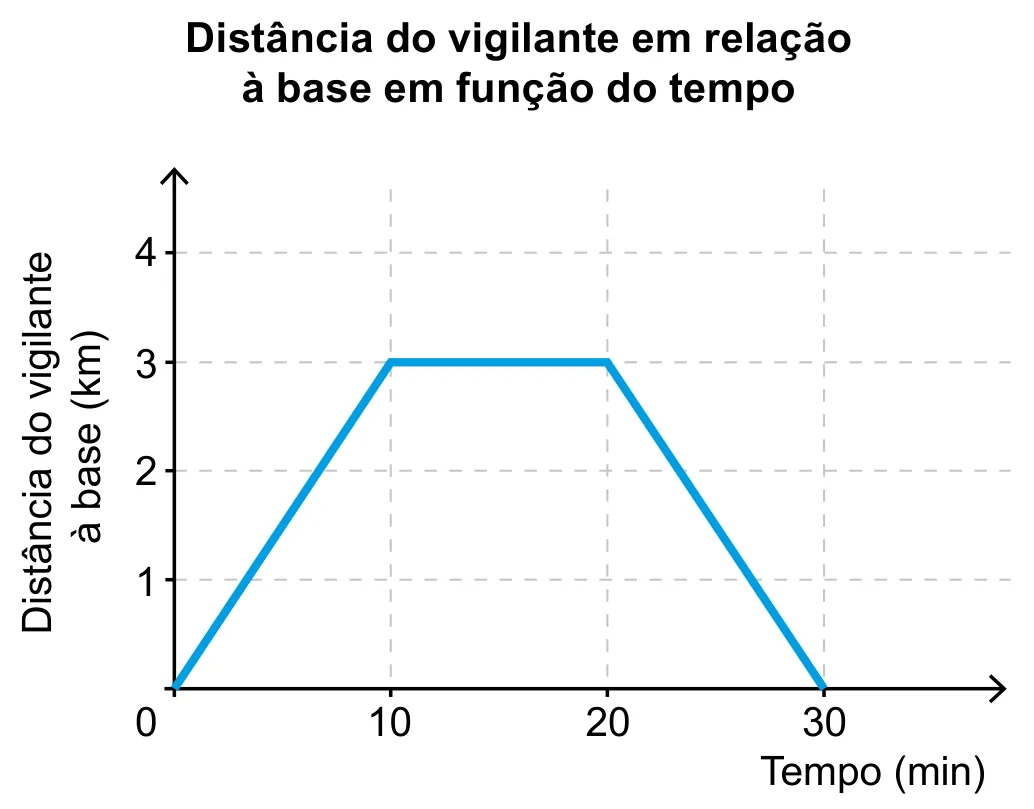 Distância do vigilante em relação
à base em função do tempo
Distância do vigilante
à base (km)
4
3
2
1
0
10
20
30
Tempo (min)